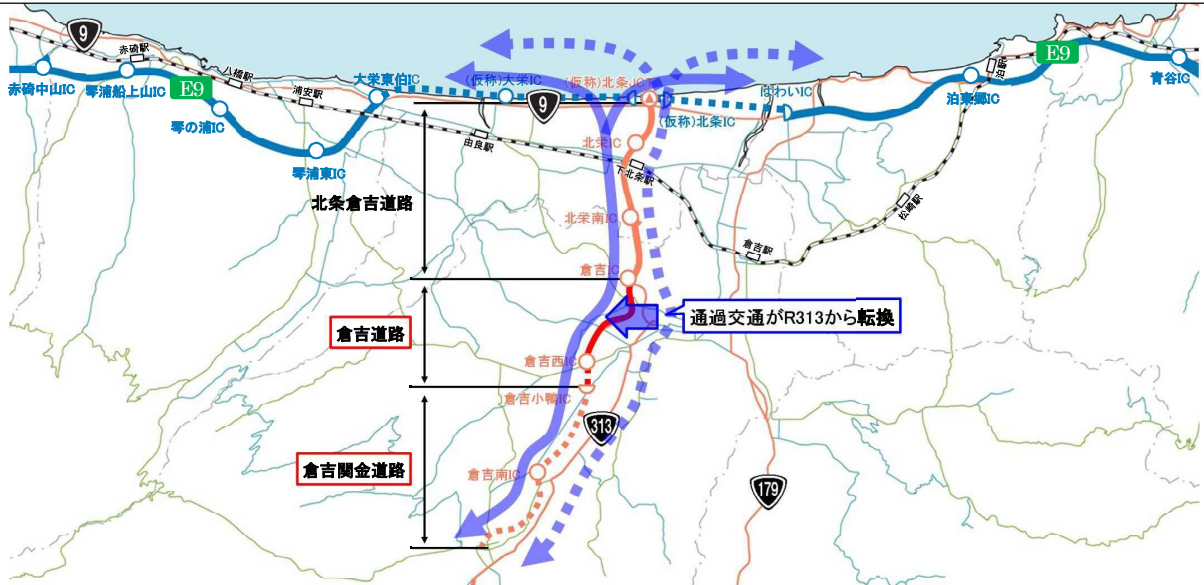 9
赤碕駅
八橋駅
浦安駅
由良駅
下北条駅
倉吉駅
松崎駅
泊駅
E9
E9
赤碕中山IC
琴浦船上山IC
琴の浦IC
琴浦東IC
大栄東伯IC
(仮称)大栄IC
(仮称)北条JCT
(仮称)北条IC
はわいIC
泊東郷IC
青谷IC
9
北栄IC
北条倉吉道路
北栄南IC
倉吉IC
倉吉道路
通過交通がR313から転換
倉吉西IC
倉吉小鴨IC
313
倉吉関金道路
倉吉南IC
179